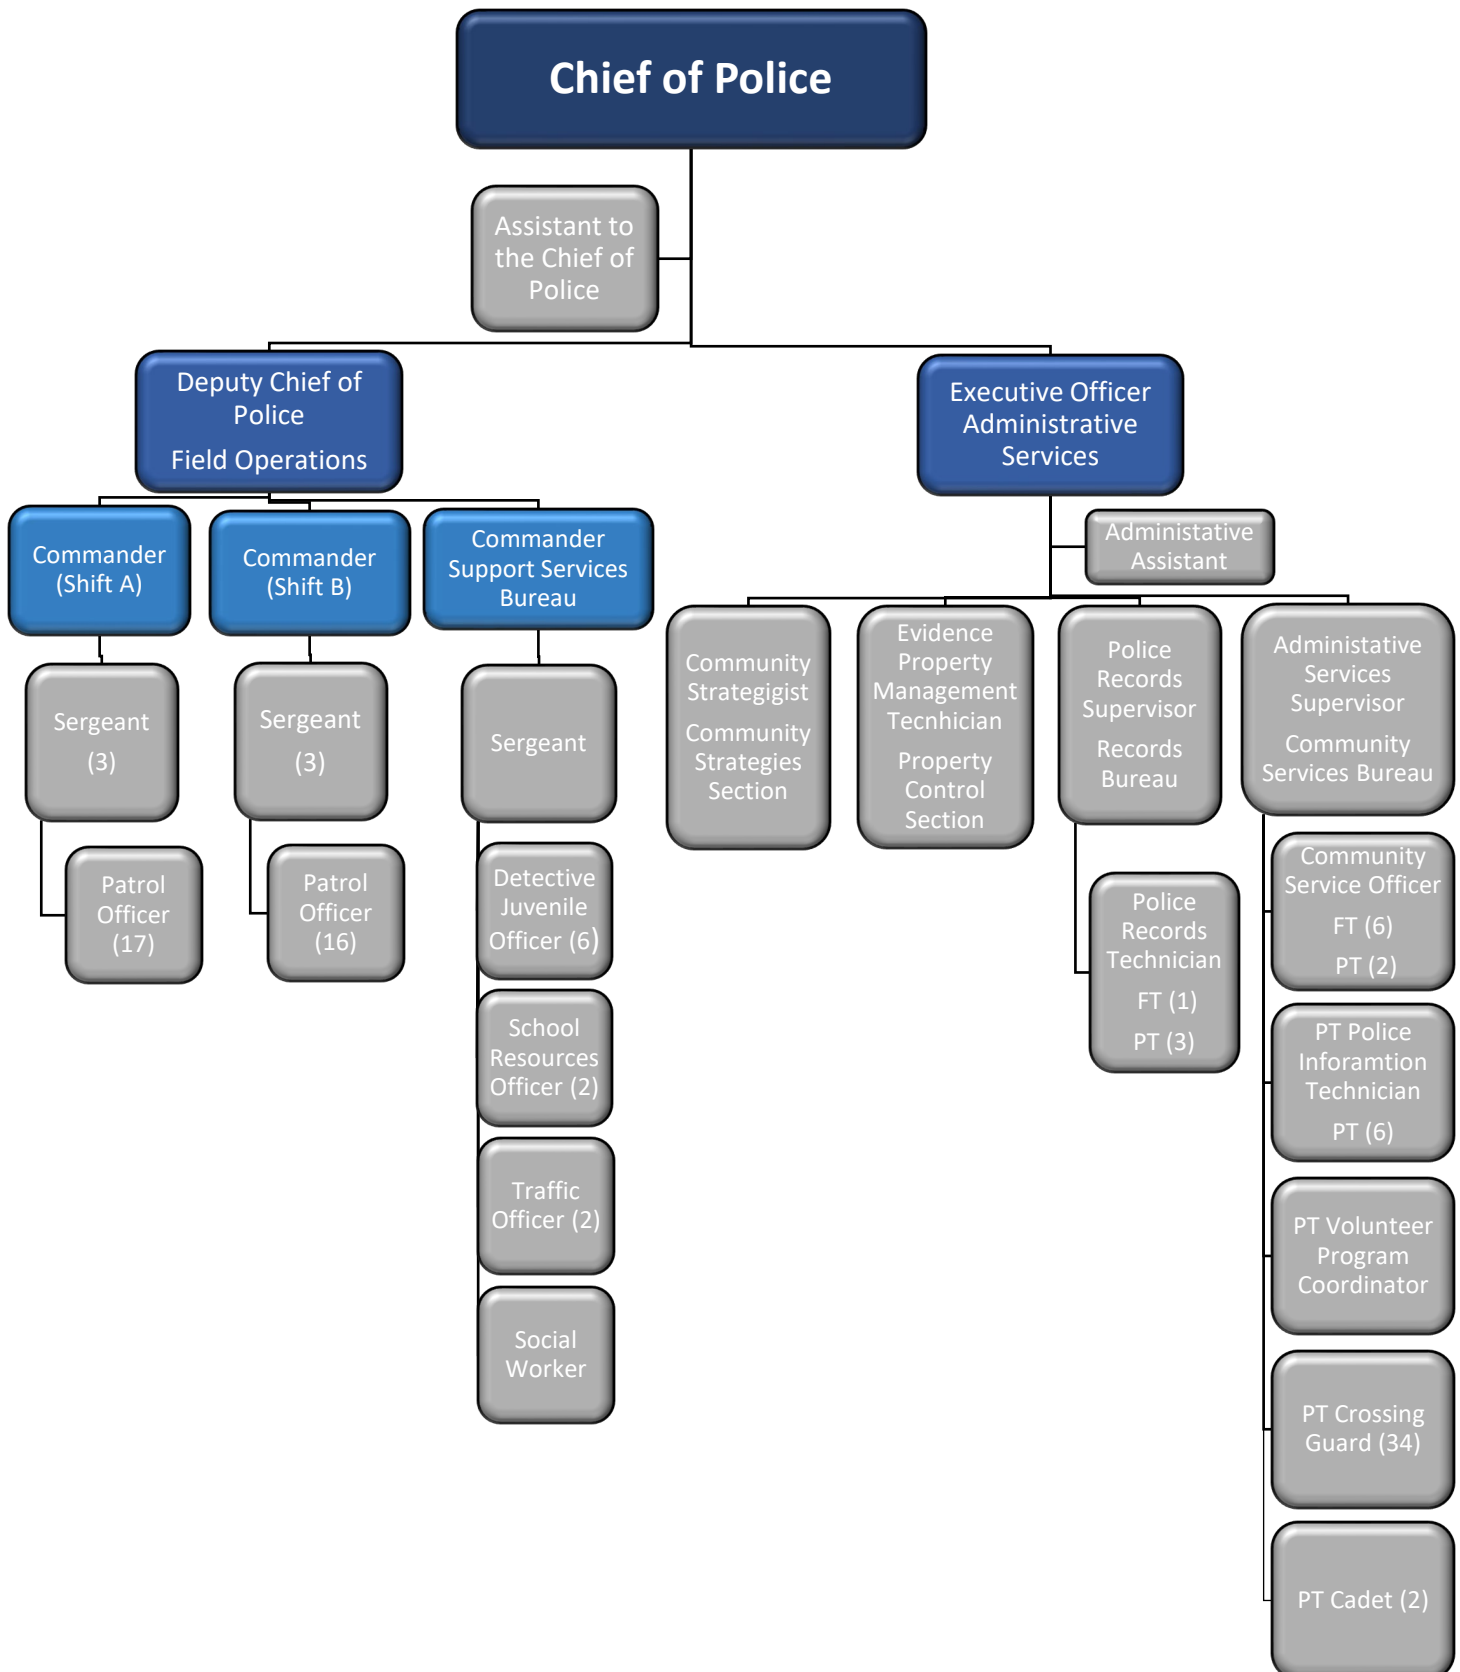 Chief of Police
Assistant to
the Chief of
Police
Deputy Chief of
Police
Field Operations
Executive Officer
Administrative
Services
Commander
(Shift A)
Commander
(Shift B)
Commander
Support Services
Bureau
Administative
Assistant
Sergeant
(3)
Sergeant
(3)
Sergeant
Community
Strategigist
Community
Strategies
Section
Evidence
Property
Management
Tecnhician
Property
Control
Section
Police
Records
Supervisor
Records
Bureau
Administative
Services
Supervisor
Community
Services Bureau
Patrol
Officer
(17)
Patrol
Officer
(16)
Detective
Juvenile
Officer (6)
School
Resources
Officer (2)
Traffic
Officer (2)
Social
Worker
Police
Records
Technician
FT (1)
PT (3)
Community
Service Officer
FT (6)
PT (2)
PT Police
Inforamtion
Technician
PT (6)
PT Volunteer
Program
Coordinator
PT Crossing
Guard (34)
PT Cadet (2)